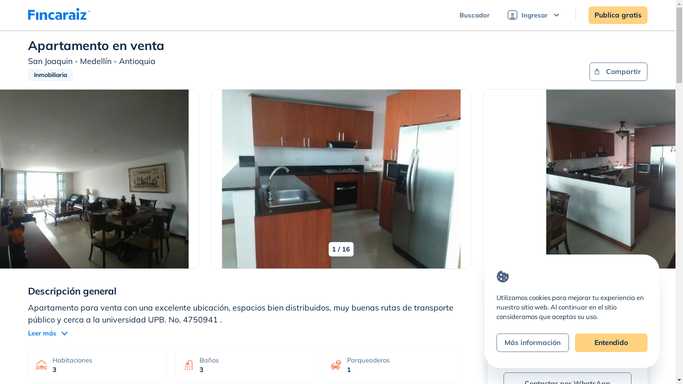 Fincaraiz
Buscador
Ingresar
Publica gratis
Apartamento en venta
San Joaquin - Medellín - Antioquia
Inmobiliaria
Compartir
1 / 16
Descripción general
Apartamento para venta con una excelente ubicación, espacios bien distribuidos, muy buenas rutas de transporte
público y cerca a la universidad UPB. No. 4750941 .
Leer más
Habitaciones
3
Baños
3
Parqueaderos
1
Utilizamos cookies para mejorar tu experiencia en
nuestro sitio web. Al continuar en el sitio
consideramos que aceptas su uso.
Más información
Entendido
Contactar por WhatsApp